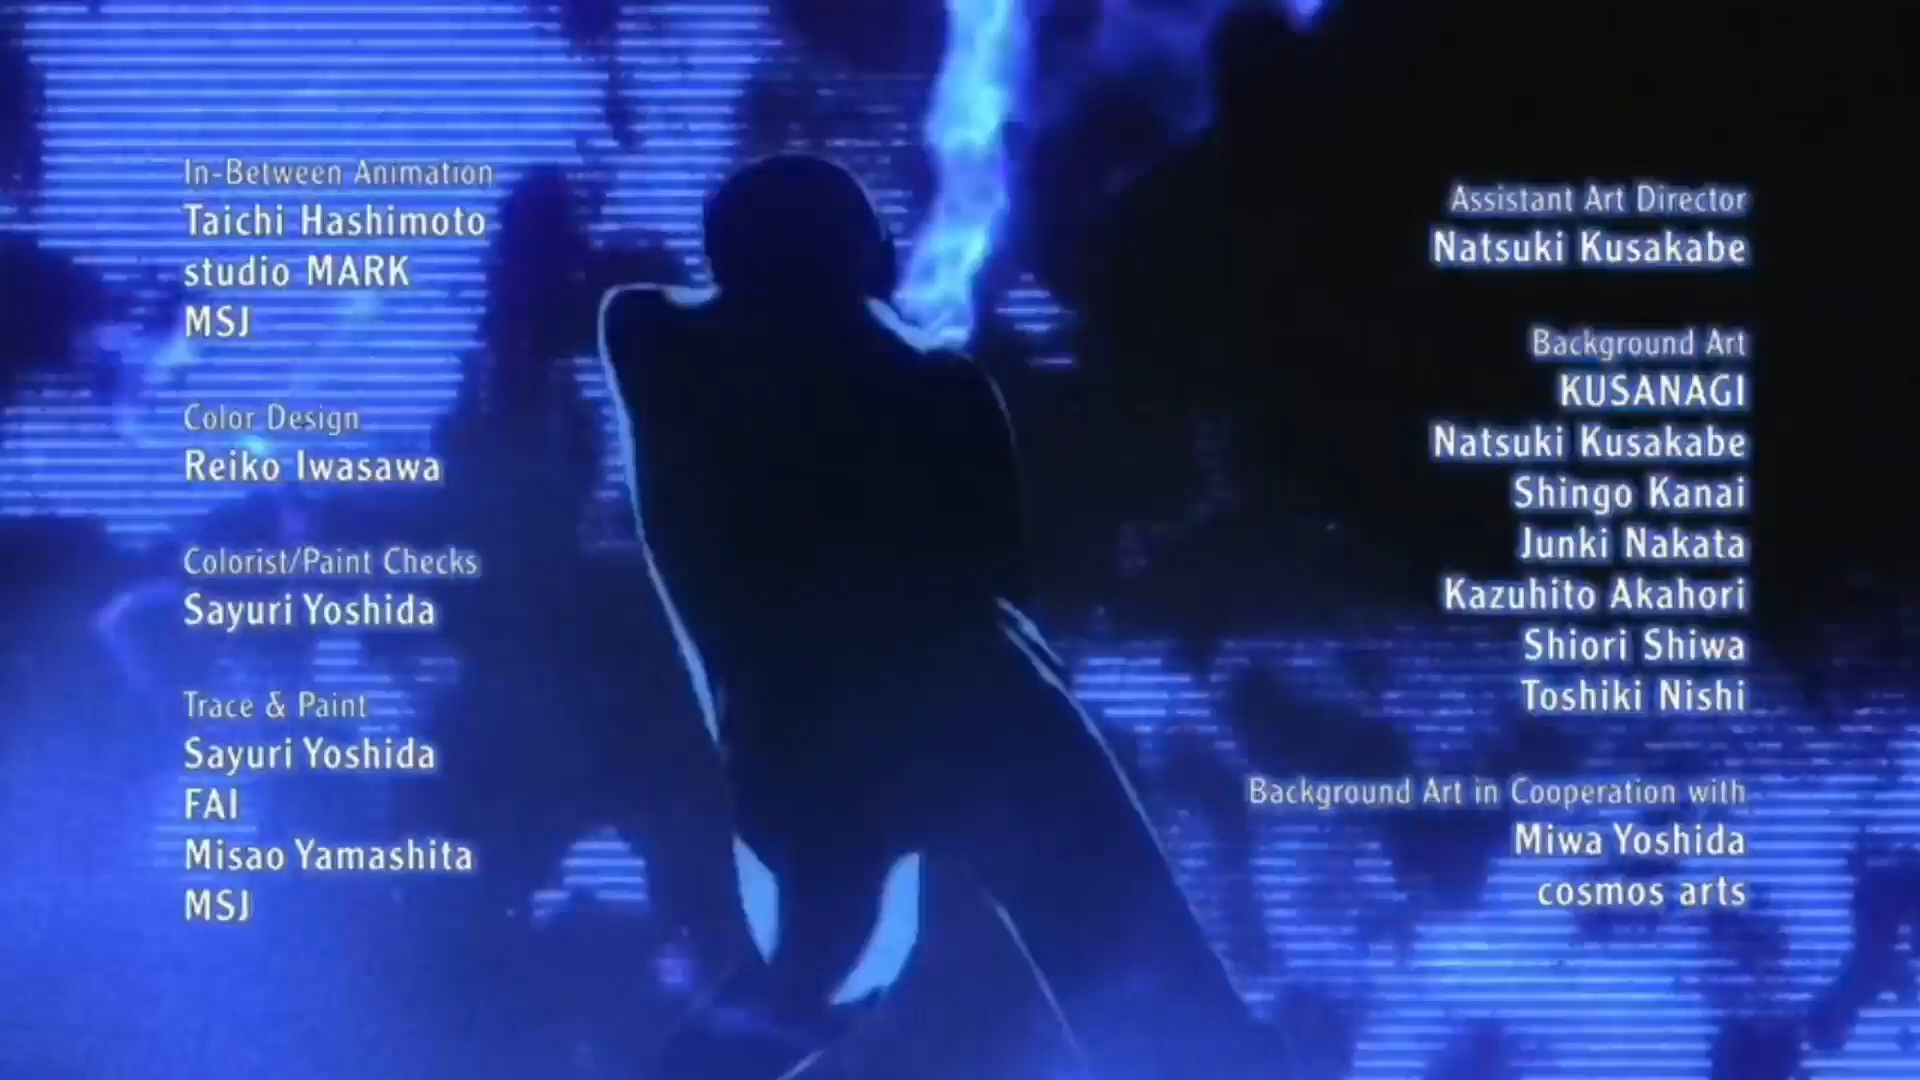 In-Between Animation
Taichi Hashimoto
studio MARK
MSJ
Color Design
Reiko Iwasawa
Colorist/Paint Checks
Sayuri Yoshida
Trace & Paint
Sayuri Yoshida
FAI
Misao Yamashita
MSJ
Assistant Art Director
Natsuki Kusakabe
Background Art
KUSANAGI
Natsuki Kusakabe
Shingo Kanai
Junki Nakata
Kazuhito Akahori
Shiori Shiwa
Toshiki Nishi
Background Art in Cooperation with
Miwa Yoshida
cosmos arts